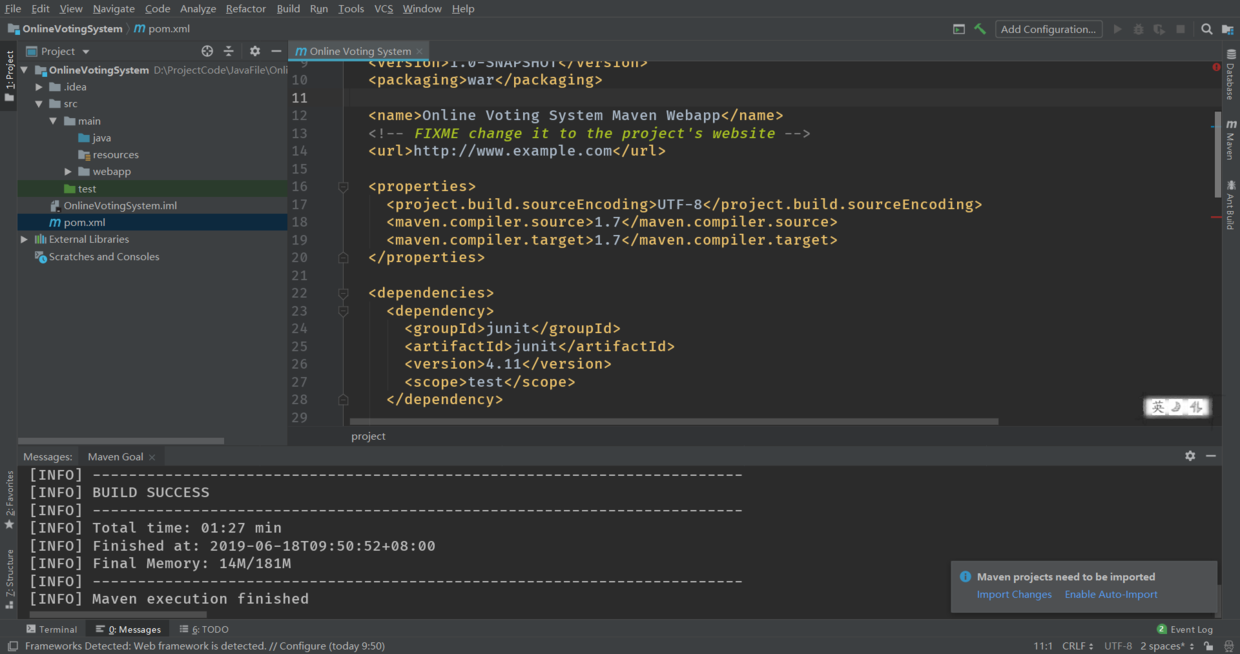 File Edit View Navigate Code Analyze Refactor Build Run Tools VCS Window Help
OnlineVotingSystem pom.xml
Add Configuration...
1: Project
Project
OnlineVotingSystem D:\ProjectCode\JavaFile\Onli
.idea
src
main
java
resources
webapp
test
OnlineVotingSystem.iml
pom.xml
External Libraries
Scratches and Consoles
Online Voting System
9 <version>1.0-SNAPSHOT</version>
10 <packaging>war</packaging>
11
12 <name>Online Voting System Maven Webapp</name>
13 <!-- FIXME change it to the project's website -->
14 <url>http://www.example.com</url>
15
16 <properties>
17 <project.build.sourceEncoding>UTF-8</project.build.sourceEncoding>
18 <maven.compiler.source>1.7</maven.compiler.source>
19 <maven.compiler.target>1.7</maven.compiler.target>
20 </properties>
21
22 <dependencies>
23 <dependency>
24 <groupId>junit</groupId>
25 <artifactId>junit</artifactId>
26 <version>4.11</version>
27 <scope>test</scope>
28 </dependency>
29
project
Database
Maven
Ant Build
英
Messages: Maven Goal
[INFO] ------------------------------------------------------------------------
[INFO] BUILD SUCCESS
[INFO] ------------------------------------------------------------------------
[INFO] Total time: 01:27 min
[INFO] Finished at: 2019-06-18T09:50:52+08:00
[INFO] Final Memory: 14M/181M
[INFO] ------------------------------------------------------------------------
[INFO] Maven execution finished
2: Favorites
7: Structure
Maven projects need to be imported
Import Changes Enable Auto-Import
Terminal 0: Messages 6: TODO
2 Event Log
Frameworks Detected: Web framework is detected. // Configure (today 9:50)
11:1 CRLF UTF-8 2 spaces*